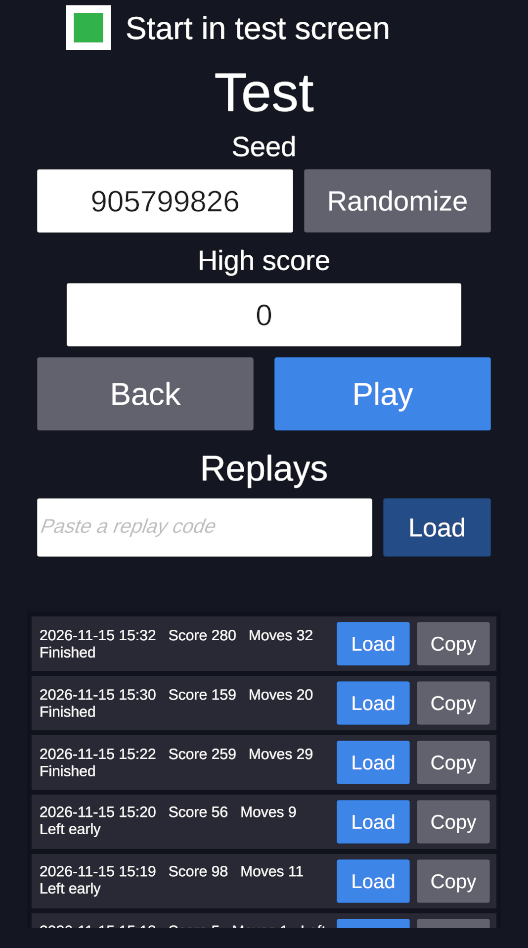 Start in test screen
Test
Seed
905799826
Randomize
High score
0
Back
Play
Replays
Paste a replay code
Load
2026-11-15 15:32 Score 280 Moves 32
Finished
Load
Copy
2026-11-15 15:30 Score 159 Moves 20
Finished
Load
Copy
2026-11-15 15:22 Score 259 Moves 29
Finished
Load
Copy
2026-11-15 15:20 Score 56 Moves 9
Left early
Load
Copy
2026-11-15 15:19 Score 98 Moves 11
Left early
Load
Copy